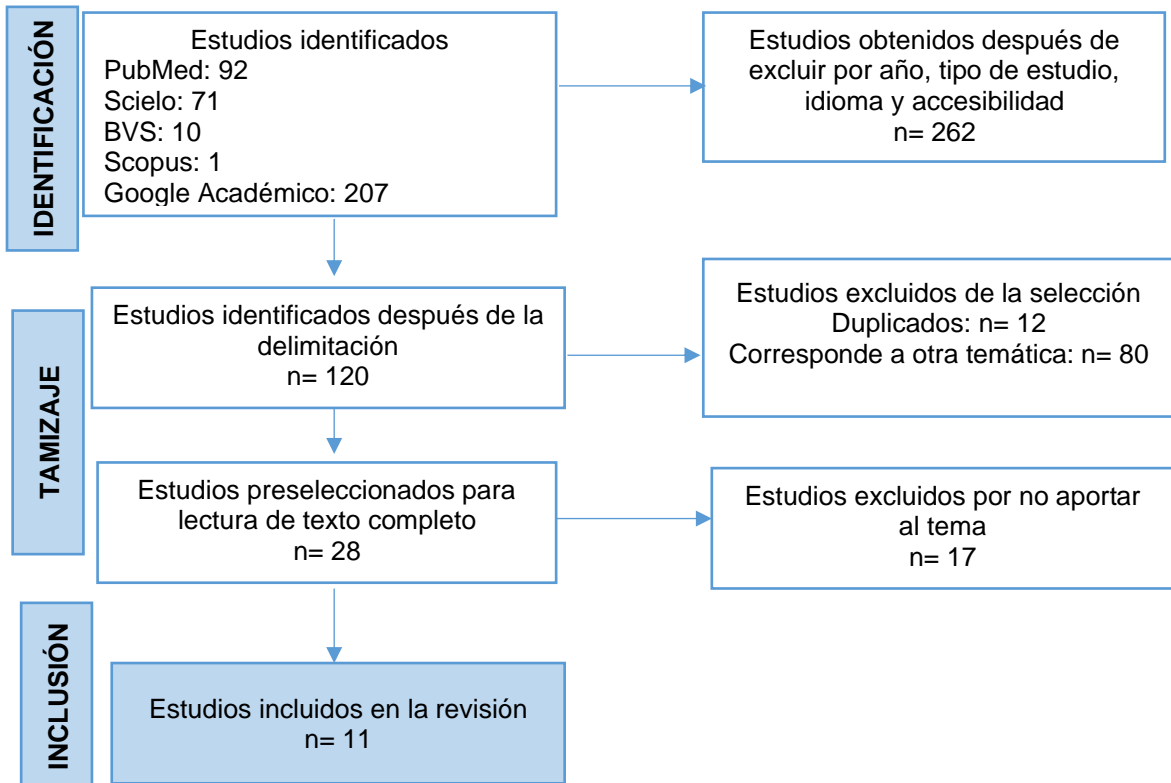 IDENTIFICACIÓN
Estudios identificados
PubMed: 92
Scielo: 71
BVS: 10
Scopus: 1
Google Académico: 207
Estudios obtenidos después de
excluir por año, tipo de estudio,
idioma y accesibilidad
n= 262
TAMIZAJE
Estudios identificados después de la
delimitación
n= 120
Estudios excluidos de la selección
Duplicados: n= 12
Corresponde a otra temática: n= 80
Estudios preseleccionados para
lectura de texto completo
n= 28
Estudios excluidos por no aportar
al tema
n= 17
INCLUSIÓN
Estudios incluidos en la revisión
n= 11